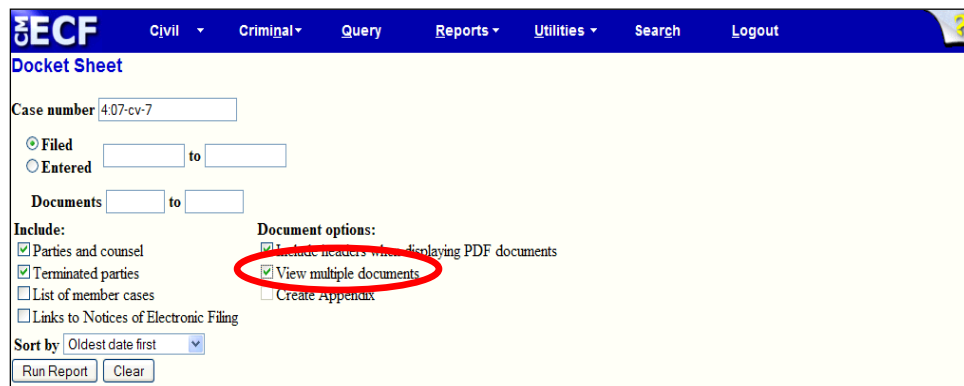 CM ECF Civil Criminal Query Reports Utilities Search Logout ?
Docket Sheet
Case number 4:07-cv-7
Filed
Entered
to
Documents to
Include: Document options:
Parties and counsel Include headers when displaying PDF documents
Terminated parties View multiple documents
List of member cases Create Appendix
Links to Notices of Electronic Filing
Sort by Oldest date first
Run Report Clear